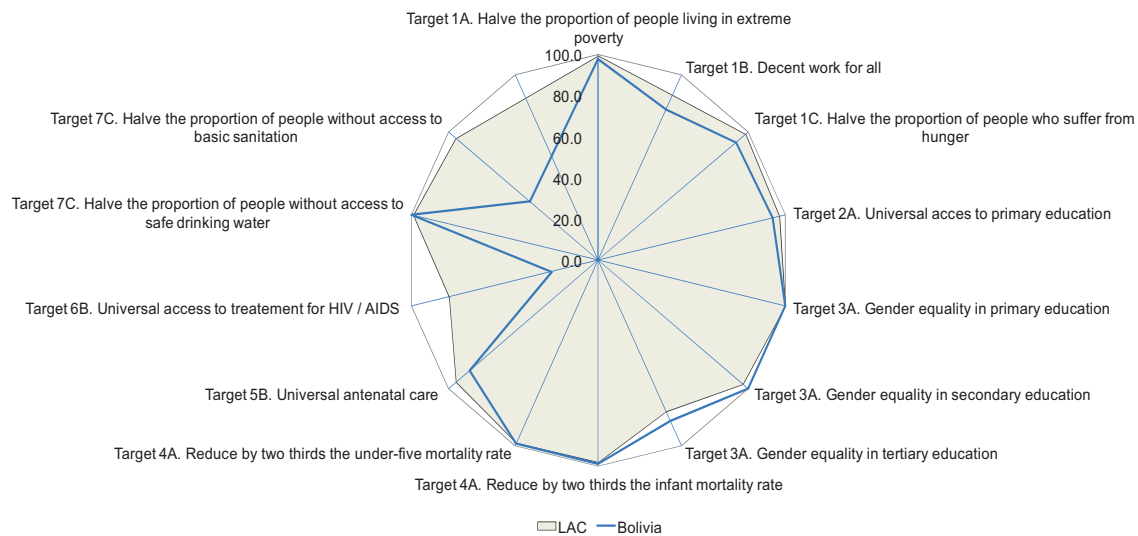 Target 1A. Halve the proportion of people living in extreme
poverty
100.0
80.0
60.0
40.0
20.0
0.0
Target 1B. Decent work for all
Target 1C. Halve the proportion of people who suffer from
hunger
Target 2A. Universal acces to primary education
Target 3A. Gender equality in primary education
Target 3A. Gender equality in secondary education
Target 3A. Gender equality in tertiary education
Target 4A. Reduce by two thirds the infant mortality rate
Target 4A. Reduce by two thirds the under-five mortality rate
Target 5B. Universal antenatal care
Target 6B. Universal access to treatement for HIV / AIDS
Target 7C. Halve the proportion of people without access to
safe drinking water
Target 7C. Halve the proportion of people without access to
basic sanitation
LAC
Bolivia